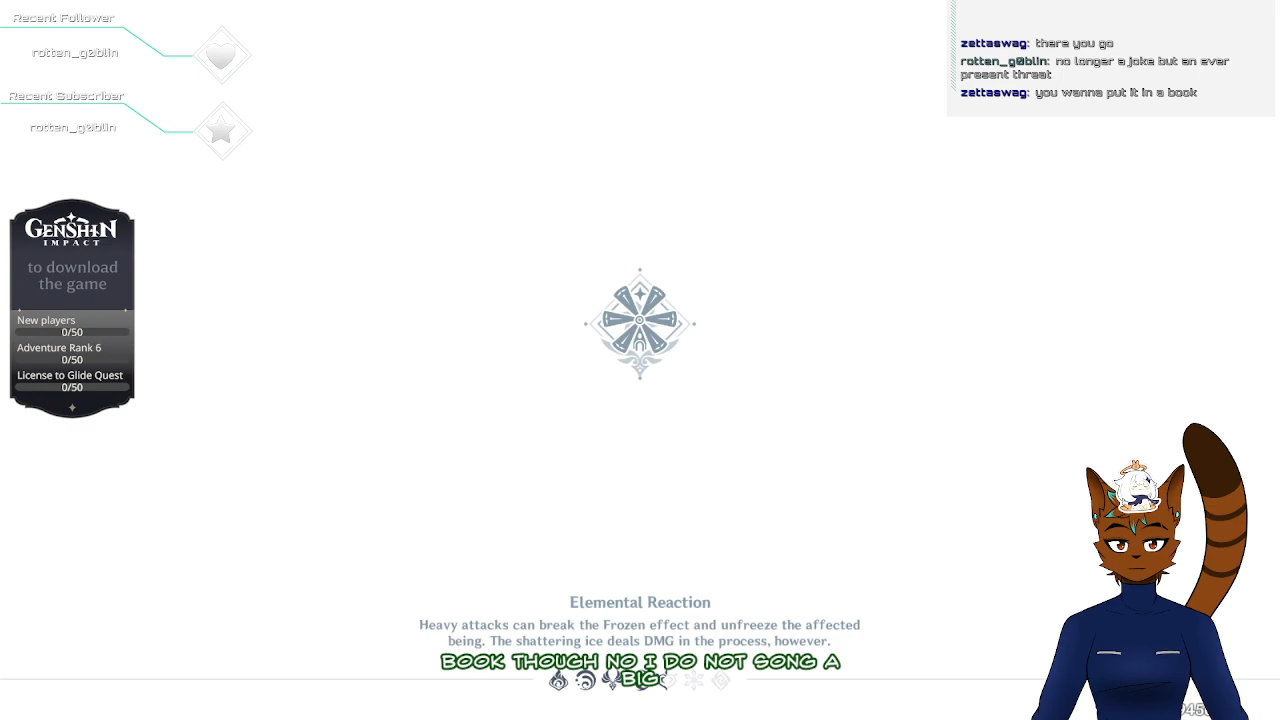 Recent Follower
rotten_g0blin
Recent Subscriber
rotten_g0blin
zettaswag: there you go
rotten_g0blin: no longer a joke but an ever
present threat
zettaswag: you wanna put it in a book
GENSHIN
IMPACT
to download
the game
New players
0/50
Adventure Rank 6
0/50
License to Glide Quest
0/50
Elemental Reaction
Heavy attacks can break the Frozen effect and unfreeze the affected
being. The shattering ice deals DMG in the process, however.
BOOK THOUGH NO I DO NOT SONG A
BIG